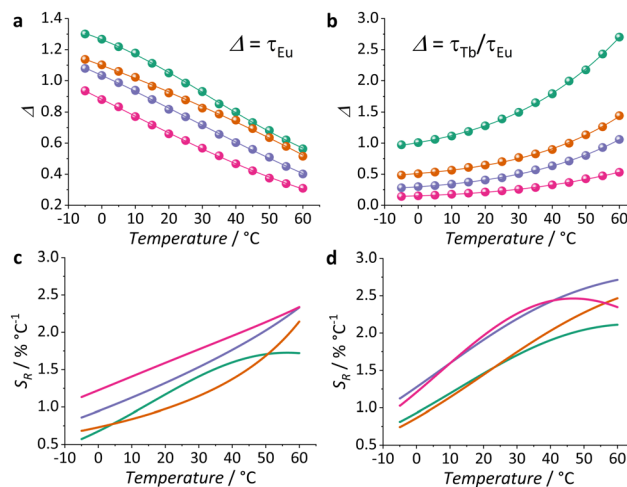 a
Δ = τEu
1.4
1.2
1.0
0.8
0.6
0.4
0.2
Δ
-10 0 10 20 30 40 50 60
Temperature / °C
b
Δ = τTb/τEu
3.0
2.5
2.0
1.5
1.0
0.5
0.0
Δ
-10 0 10 20 30 40 50 60
Temperature / °C
c
3.0
2.5
2.0
1.5
1.0
0.5
SR / % °C⁻¹
-10 0 10 20 30 40 50 60
Temperature / °C
d
3.0
2.5
2.0
1.5
1.0
0.5
SR / % °C⁻¹
-10 0 10 20 30 40 50 60
Temperature / °C